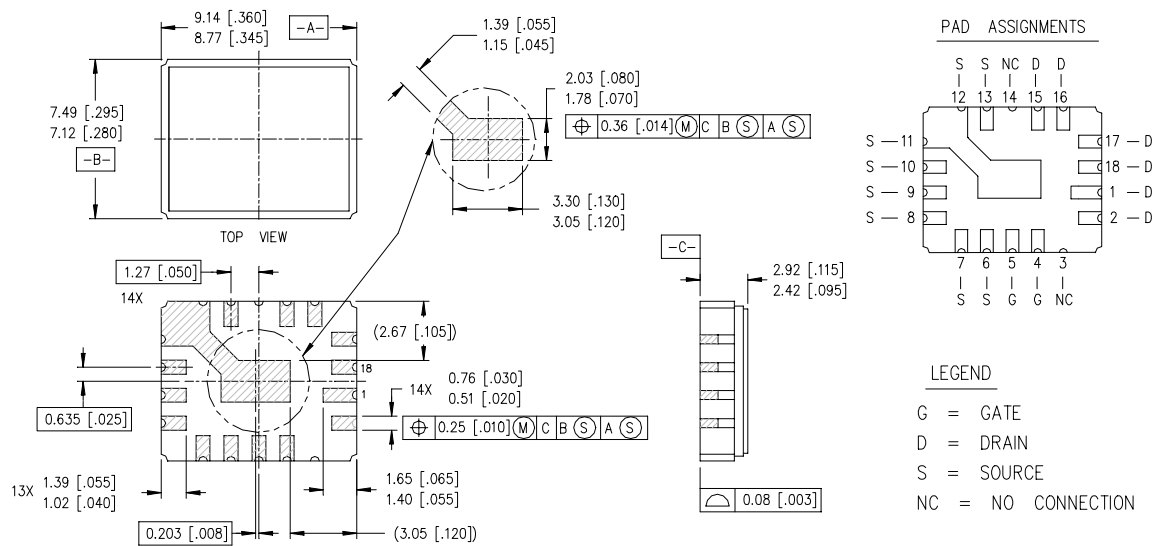 9.14 [.360]
8.77 [.345]
-A-
7.49 [.295]
7.12 [.280]
-B-
TOP VIEW
1.39 [.055]
1.15 [.045]
2.03 [.080]
1.78 [.070]
⌖ 0.36 [.014] Ⓜ C B Ⓢ A Ⓢ
3.30 [.130]
3.05 [.120]
1.27 [.050]
14X
(2.67 [.105])
18
1
0.635 [.025]
14X
0.76 [.030]
0.51 [.020]
⌖ 0.25 [.010] Ⓜ C B Ⓢ A Ⓢ
13X 1.39 [.055]
1.02 [.040]
1.65 [.065]
1.40 [.055]
0.203 [.008]
(3.05 [.120])
-C-
2.92 [.115]
2.42 [.095]
⌓ 0.08 [.003]
PAD ASSIGNMENTS
S S NC D D
12 13 14 15 16
S — 11
S — 10
S — 9
S — 8
17 — D
18 — D
1 — D
2 — D
7 6 5 4 3
S S G G NC
LEGEND
G = GATE
D = DRAIN
S = SOURCE
NC = NO CONNECTION